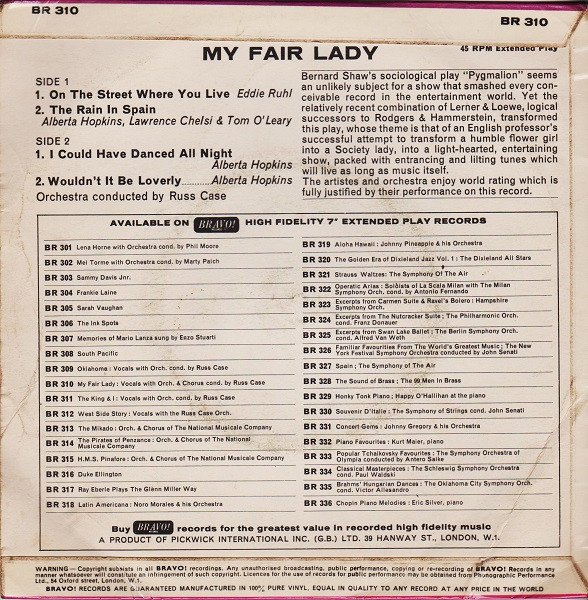 BR 310
BR 310
MY FAIR LADY
45 RPM Extended Play
SIDE 1
1. On The Street Where You Live Eddie Ruhl
2. The Rain In Spain
Alberta Hopkins, Lawrence Chelsi & Tom O'Leary
SIDE 2
1. I Could Have Danced All Night
Alberta Hopkins
2. Wouldn't It Be Loverly..........Alberta Hopkins
Orchestra conducted by Russ Case
Bernard Shaw's sociological play "Pygmalion" seems
an unlikely subject for a show that smashed every con-
ceivable record in the entertainment world. Yet the
relatively recent combination of Lerner & Loewe, logical
successors to Rodgers & Hammerstein, transformed
this play, whose theme is that of an English professor's
successful attempt to transform a humble flower girl
into a Society lady, into a light-hearted, entertaining
show, packed with entrancing and lilting tunes which
will live as long as music itself.
The artistes and orchestra enjoy world rating which is
fully justified by their performance on this record.
AVAILABLE ON BRAVO! HIGH FIDELITY 7" EXTENDED PLAY RECORDS
BR 301 Lena Horne with Orchestra cond. by Phil Moore
BR 302 Mel Torme with Orchestra cond. by Marty Paich
BR 303 Sammy Davis Jnr.
BR 304 Frankie Laine
BR 305 Sarah Vaughan
BR 306 The Ink Spots
BR 307 Memories of Mario Lanza sung by Enzo Stuarti
BR 308 South Pacific
BR 309 Oklahoma : Vocals with Orch. cond. by Russ Case
BR 310 My Fair Lady : Vocals with Orch. & Chorus cond. by Russ Case
BR 311 The King & I : Vocals with Orch. cond. by Russ Case
BR 312 West Side Story : Vocals with the Russ Case Orch.
BR 313 The Mikado : Orch. & Chorus of The National Musicale Company
BR 314 The Pirates of Penzance : Orch. & Chorus of The National
Musicale Company
BR 315 H.M.S. Pinafore : Orch. & Chorus of The National Musicale Company
BR 316 Duke Ellington
BR 317 Ray Eberle Plays The Glenn Miller Way
BR 318 Latin Americana : Noro Morales & his Orchestra
BR 319 Aloha Hawaii : Johnny Pineapple & his Orchestra
BR 320 The Golden Era of Dixieland Jazz Vol. 1 : The Dixieland All Stars
BR 321 Strauss Waltzes : The Symphony Of The Air
BR 322 Operatic Arias : Soloists of La Scala Milan with The Milan
Symphony Orch. cond. by Antonio Fernando
BR 323 Excerpts from Carmen Suite & Ravel's Bolero : Hampshire
Symphony Orch.
BR 324 Excerpts from The Nutcracker Suite ; The Philharmonic Orch.
cond. Franz Donauer
BR 325 Excerpts from Swan Lake Ballet ; The Berlin Symphony Orch.
cond. Alfred Van Weth
BR 326 Familiar Favourites From The World's Greatest Music ; The New
York Festival Symphony Orchestra conducted by John Senati
BR 327 Spain ; The Symphony of The Air
BR 328 The Sound of Brass ; The 99 Men In Brass
BR 329 Honky Tonk Piano ; Happy O'Hallihan at the piano
BR 330 Souvenir D'Italie : The Symphony of Strings cond. John Senati
BR 331 Concert Gems : Johnny Gregory & his Orchestra
BR 332 Piano Favourites : Kurt Maier, piano
BR 333 Popular Tchaikovsky Favourites : The Symphony Orchestra of
Olympia conducted by Antero Saike
BR 334 Classical Masterpieces : The Schleswig Symphony Orchestra
cond. Paul Waldski
BR 335 Brahms' Hungarian Dances : The Oklahoma Symphony Orch.
cond. Victor Allesandro
BR 336 Chopin Piano Melodies : Eric Silver, piano
Buy BRAVO! records for the greatest value in recorded high fidelity music
A PRODUCT OF PICKWICK INTERNATIONAL INC. (G.B.) LTD. 39 HANWAY ST., LONDON, W.1.
WARNING — Copyright subsists in all BRAVO! recordings. Any unauthorised broadcasting, public performance, copying or re-recording of BRAVO! Records in any
manner whatsoever will constitute an infringement of such copyright. Licences for the use of records for public performance may be obtained from Phonographic Performance
Ltd., 54 Oxford street, London, W.1.
BRAVO! RECORDS ARE GUARANTEED MANUFACTURED IN 100% PURE VINYL, EQUAL IN QUALITY TO ANY RECORD AT ANY PRICE IN THE WORLD